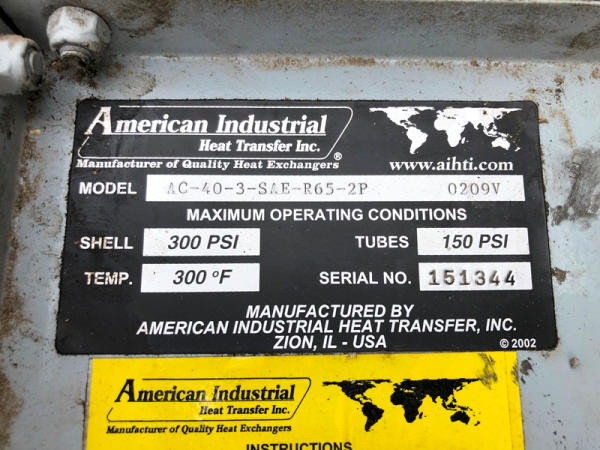 American Industrial
Heat Transfer Inc.
Manufacturer of Quality Heat Exchangers®
www.aihti.com
MODEL AC-40-3-SAE-R65-2P 0209V
MAXIMUM OPERATING CONDITIONS
SHELL 300 PSI TUBES 150 PSI
TEMP. 300 ºF SERIAL NO. 151344
MANUFACTURED BY
AMERICAN INDUSTRIAL HEAT TRANSFER, INC.
ZION, IL - USA
© 2002
American Industrial
Heat Transfer Inc.
Manufacturer of Quality Heat Exchangers
INSTRUCTIONS